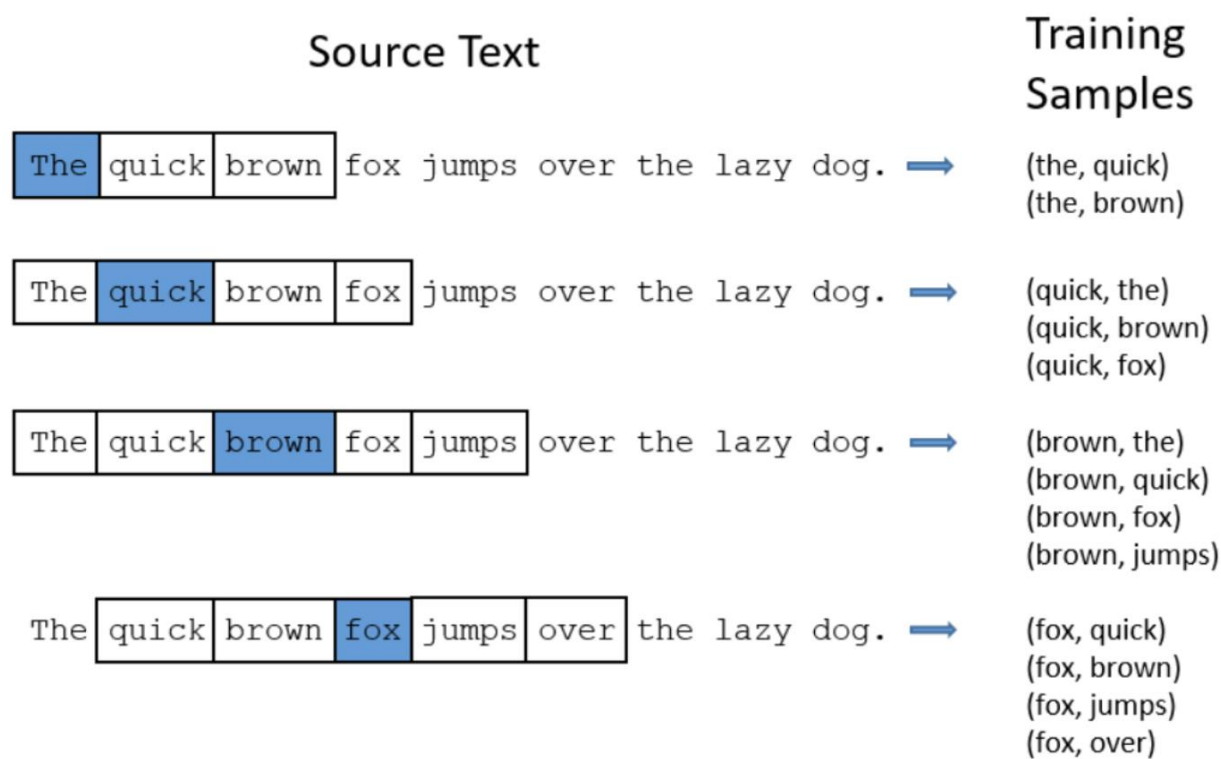 Source Text
Training
Samples
The quick brown fox jumps over the lazy dog.
(the, quick)
(the, brown)
The quick brown fox jumps over the lazy dog.
(quick, the)
(quick, brown)
(quick, fox)
The quick brown fox jumps over the lazy dog.
(brown, the)
(brown, quick)
(brown, fox)
(brown, jumps)
The quick brown fox jumps over the lazy dog.
(fox, quick)
(fox, brown)
(fox, jumps)
(fox, over)